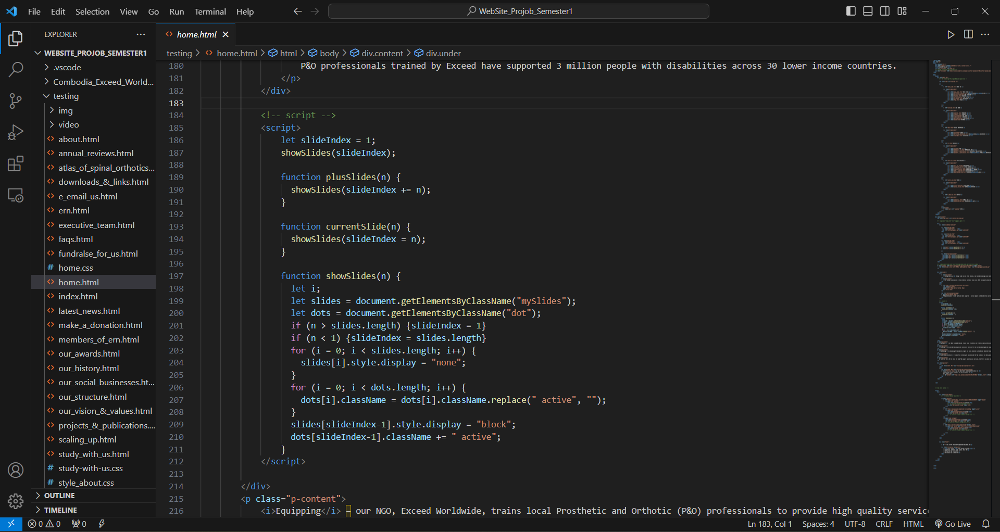 File Edit Selection View Go Run Terminal Help
WebSite_Projob_Semester1
EXPLORER
WEBSITE_PROJOB_SEMESTER1
.vscode
Combodia_Exceed_World...
testing
img
video
about.html
annual_reviews.html
atlas_of_spinal_orthotics...
downloads_&_links.html
e_email_us.html
ern.html
executive_team.html
faqs.html
fundralse_for_us.html
home.css
home.html
index.html
latest_news.html
make_a_donation.html
members_of_ern.html
our_awards.html
our_history.html
our_social_businesses.ht...
our_structure.html
our_vision_&_values.html
projects_&_publications....
scaling_up.html
study_with_us.html
study-with-us.css
style_about.css
OUTLINE
TIMELINE
home.html
testing > home.html > html > body > div.content > div.under
180 P&O professionals trained by Exceed have supported 3 million people with disabilities across 30 lower income countries.
181 </p>
182 </div>
183
184 <!-- script -->
185 <script>
186 let slideIndex = 1;
187 showSlides(slideIndex);
188
189 function plusSlides(n) {
190 showSlides(slideIndex += n);
191 }
192
193 function currentSlide(n) {
194 showSlides(slideIndex = n);
195 }
196
197 function showSlides(n) {
198 let i;
199 let slides = document.getElementsByClassName("mySlides");
200 let dots = document.getElementsByClassName("dot");
201 if (n > slides.length) {slideIndex = 1}
202 if (n < 1) {slideIndex = slides.length}
203 for (i = 0; i < slides.length; i++) {
204 slides[i].style.display = "none";
205 }
206 for (i = 0; i < dots.length; i++) {
207 dots[i].className = dots[i].className.replace(" active", "");
208 }
209 slides[slideIndex-1].style.display = "block";
210 dots[slideIndex-1].className += " active";
211 }
212 </script>
213
214 </div>
215 <p class="p-content">
216 <i>Equipping</i> – our NGO, Exceed Worldwide, trains local Prosthetic and Orthotic (P&O) professionals to provide high quality servic
0 0 0 Ln 183, Col 1 Spaces: 4 UTF-8 CRLF HTML Go Live